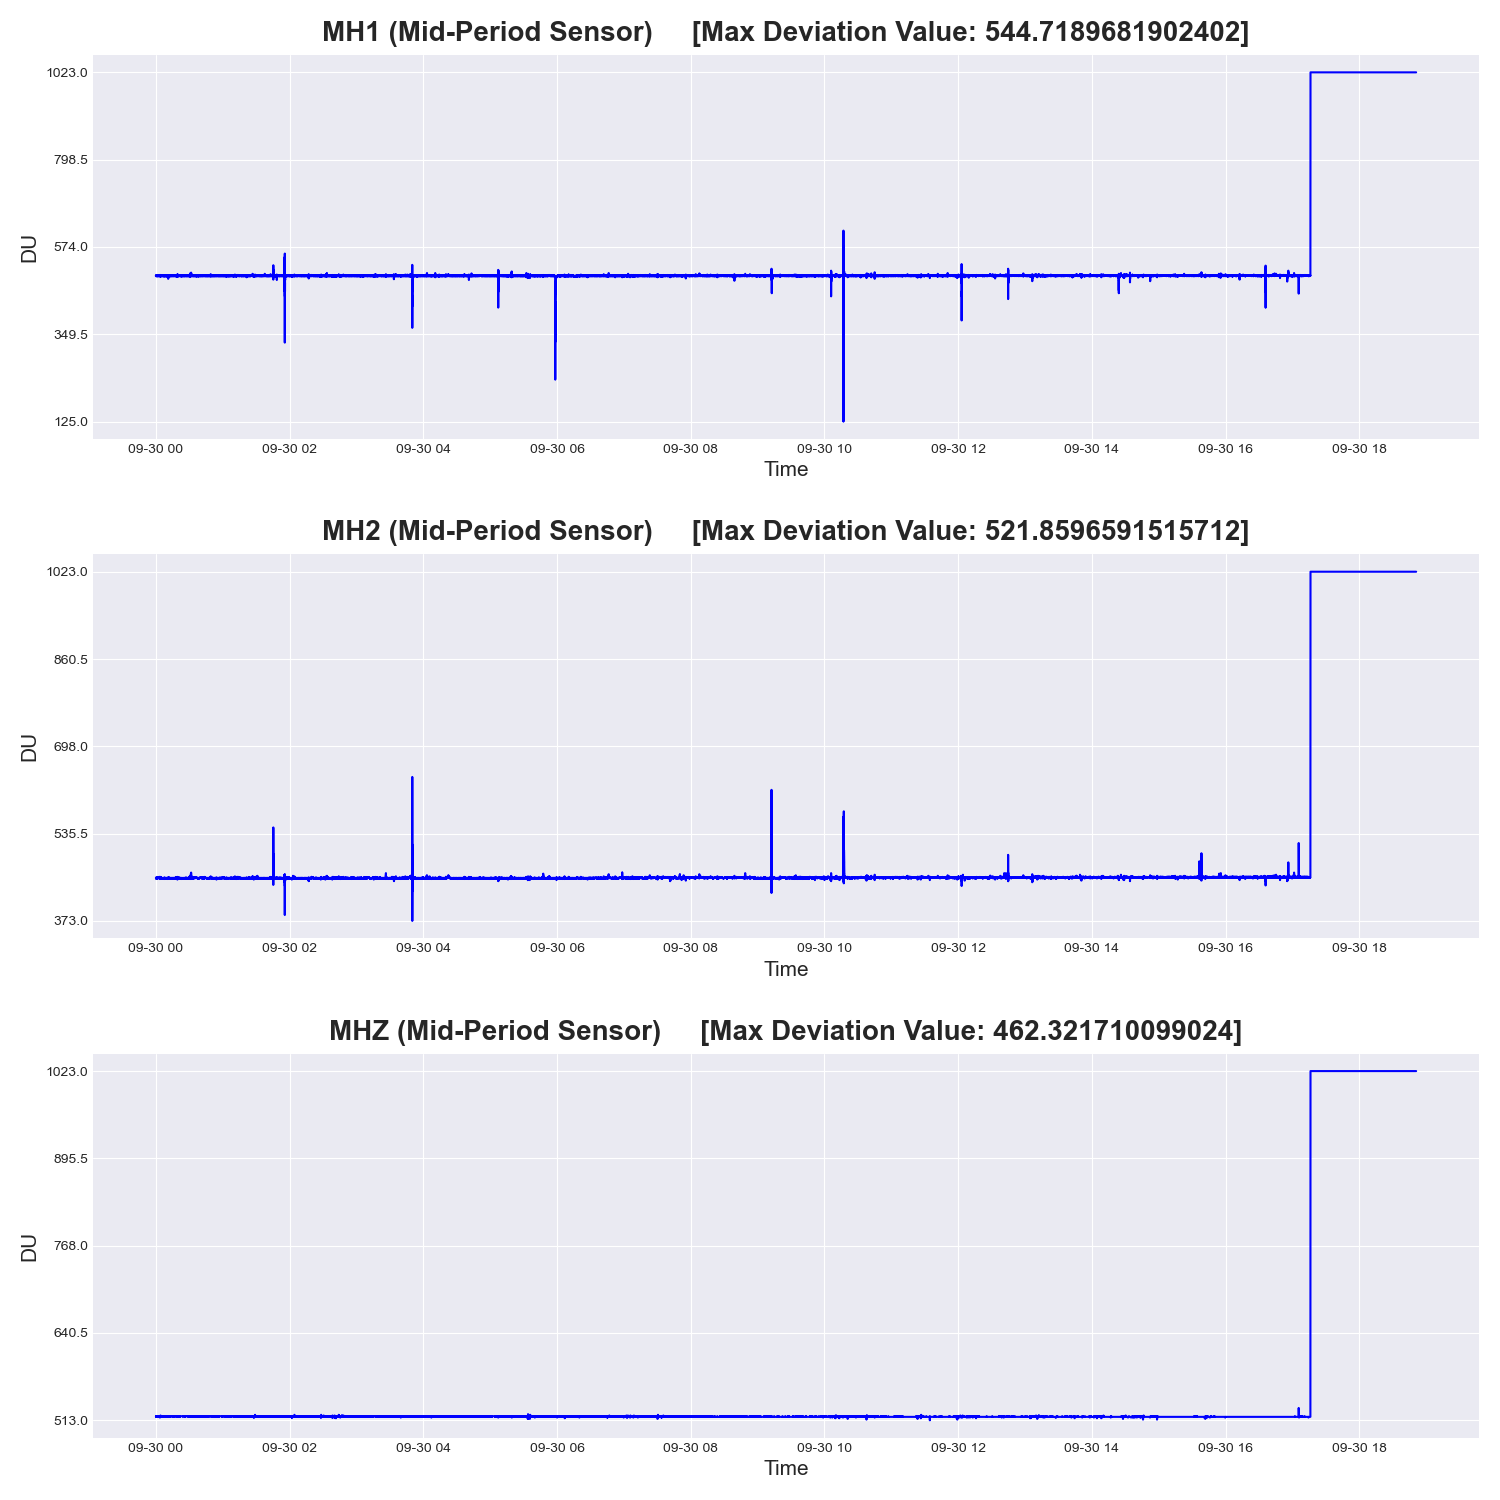 MH1 (Mid-Period Sensor) [Max Deviation Value: 544.7189681902402]
1023.0
798.5
574.0
349.5
125.0
DU
09-30 00 09-30 02 09-30 04 09-30 06 09-30 08 09-30 10 09-30 12 09-30 14 09-30 16 09-30 18
Time
MH2 (Mid-Period Sensor) [Max Deviation Value: 521.8596591515712]
1023.0
860.5
698.0
535.5
373.0
DU
09-30 00 09-30 02 09-30 04 09-30 06 09-30 08 09-30 10 09-30 12 09-30 14 09-30 16 09-30 18
Time
MHZ (Mid-Period Sensor) [Max Deviation Value: 462.321710099024]
1023.0
895.5
768.0
640.5
513.0
DU
09-30 00 09-30 02 09-30 04 09-30 06 09-30 08 09-30 10 09-30 12 09-30 14 09-30 16 09-30 18
Time